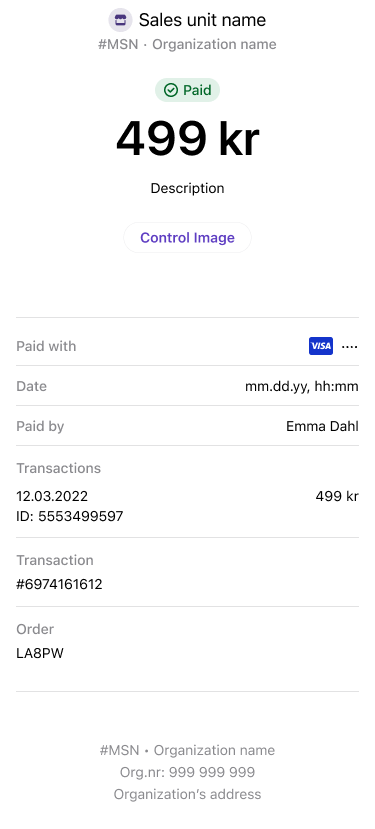 Sales unit name
#MSN · Organization name
Paid
499 kr
Description
Control Image
Paid with VISA ····
Date mm.dd.yy, hh:mm
Paid by Emma Dahl
Transactions
12.03.2022 499 kr
ID: 5553499597
Transaction
#6974161612
Order
LA8PW
#MSN • Organization name
Org.nr: 999 999 999
Organization's address